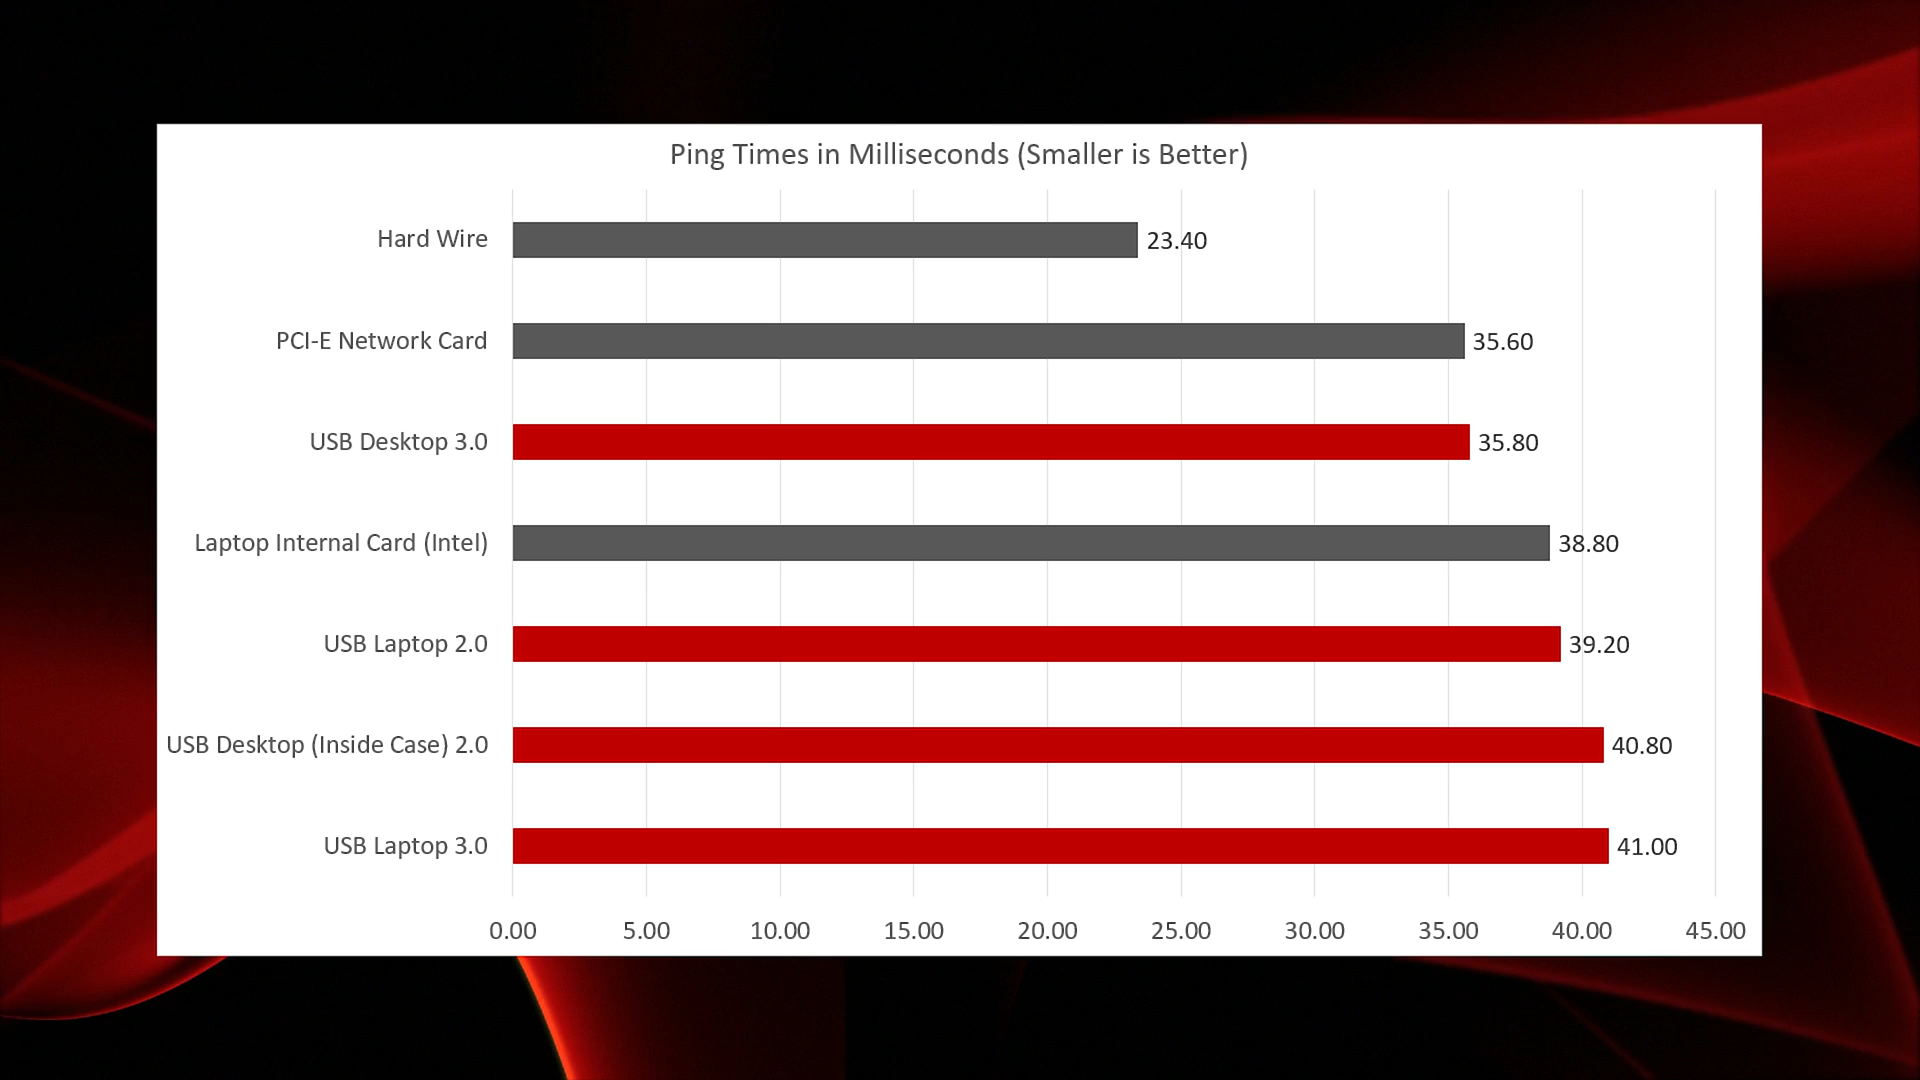 Ping Times in Milliseconds (Smaller is Better)
Hard Wire 23.40
PCI-E Network Card 35.60
USB Desktop 3.0 35.80
Laptop Internal Card (Intel) 38.80
USB Laptop 2.0 39.20
USB Desktop (Inside Case) 2.0 40.80
USB Laptop 3.0 41.00
0.00 5.00 10.00 15.00 20.00 25.00 30.00 35.00 40.00 45.00